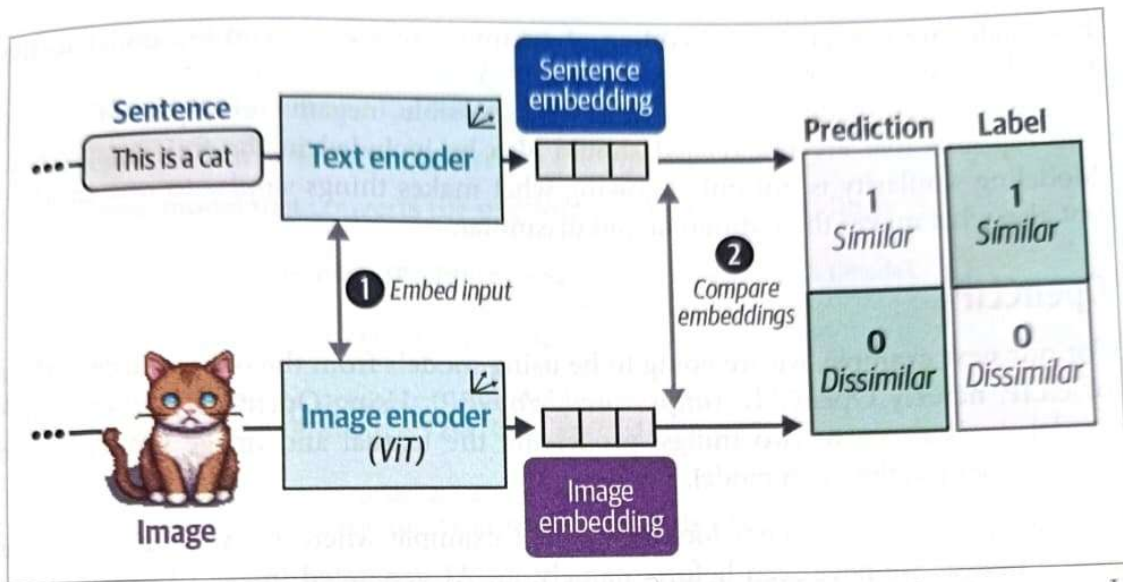 Sentence
This is a cat
Text encoder
Sentence
embedding
Prediction
Label
1
Similar
1
Similar
1 Embed input
2
Compare
embeddings
0
Dissimilar
0
Dissimilar
Image encoder
(ViT)
Image
embedding
Image